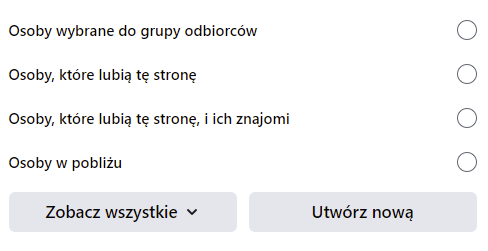 Osoby wybrane do grupy odbiorców
Osoby, które lubią tę stronę
Osoby, które lubią tę stronę, i ich znajomi
Osoby w pobliżu
Zobacz wszystkie
Utwórz nową